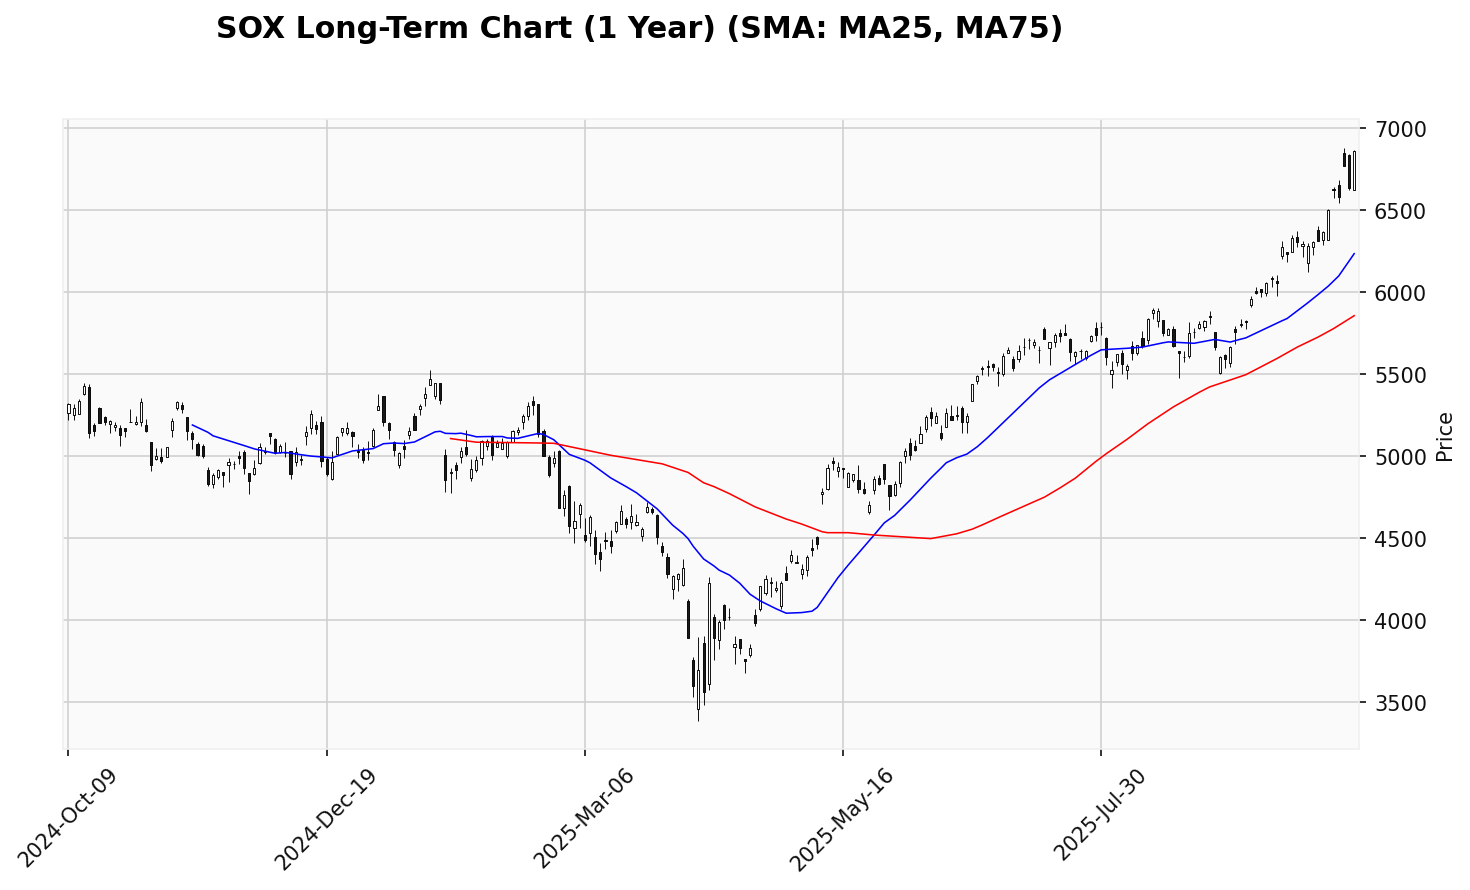 SOX Long-Term Chart (1 Year) (SMA: MA25, MA75)
7000
6500
6000
5500
5000
4500
4000
3500
Price
2024-Oct-09
2024-Dec-19
2025-Mar-06
2025-May-16
2025-Jul-30